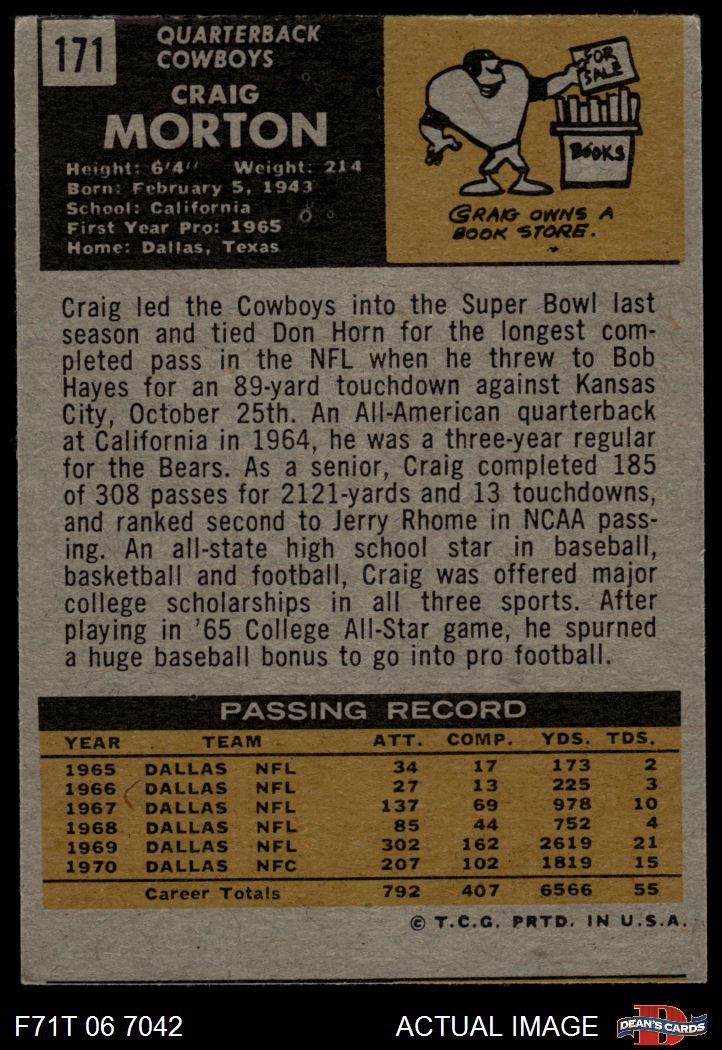 171
QUARTERBACK
COWBOYS
CRAIG
MORTON
Height: 6'4" Weight: 214
Born: February 5, 1943
School: California
First Year Pro: 1965
Home: Dallas, Texas
FOR
SALE
BOOKS
CRAIG OWNS A
BOOK STORE.
Craig led the Cowboys into the Super Bowl last
season and tied Don Horn for the longest com-
pleted pass in the NFL when he threw to Bob
Hayes for an 89-yard touchdown against Kansas
City, October 25th. An All-American quarterback
at California in 1964, he was a three-year regular
for the Bears. As a senior, Craig completed 185
of 308 passes for 2121-yards and 13 touchdowns,
and ranked second to Jerry Rhome in NCAA pass-
ing. An all-state high school star in baseball,
basketball and football, Craig was offered major
college scholarships in all three sports. After
playing in '65 College All-Star game, he spurned
a huge baseball bonus to go into pro football.
PASSING RECORD
YEAR TEAM ATT. COMP. YDS. TDS.
1965 DALLAS NFL 34 17 173 2
1966 DALLAS NFL 27 13 225 3
1967 DALLAS NFL 137 69 978 10
1968 DALLAS NFL 85 44 752 4
1969 DALLAS NFL 302 162 2619 21
1970 DALLAS NFC 207 102 1819 15
Career Totals 792 407 6566 55
© T.C.G. PRTD. IN U.S.A.
F71T 06 7042 ACTUAL IMAGE
D
DEAN'S CARDS